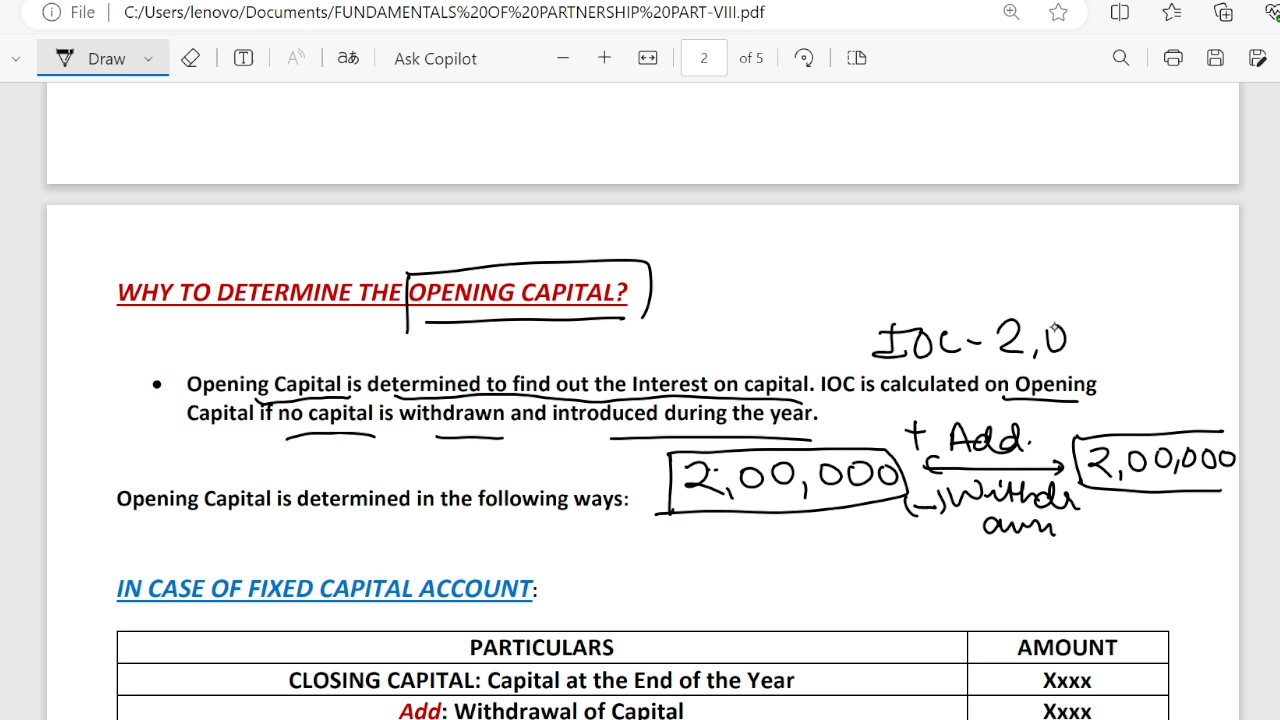 File C:/Users/lenovo/Documents/FUNDAMENTALS%20OF%20PARTNERSHIP%20PART-VIII.pdf
Draw T A aあ Ask Copilot 2 of 5
WHY TO DETERMINE THE OPENING CAPITAL?
IOC - 2,0
• Opening Capital is determined to find out the Interest on capital. IOC is calculated on Opening
Capital if no capital is withdrawn and introduced during the year.
+ Add.
2,00,000 2,00,000
(-) Withdr
awn
Opening Capital is determined in the following ways:
IN CASE OF FIXED CAPITAL ACCOUNT:
PARTICULARS AMOUNT
CLOSING CAPITAL: Capital at the End of the Year Xxxx
Add: Withdrawal of Capital Xxxx